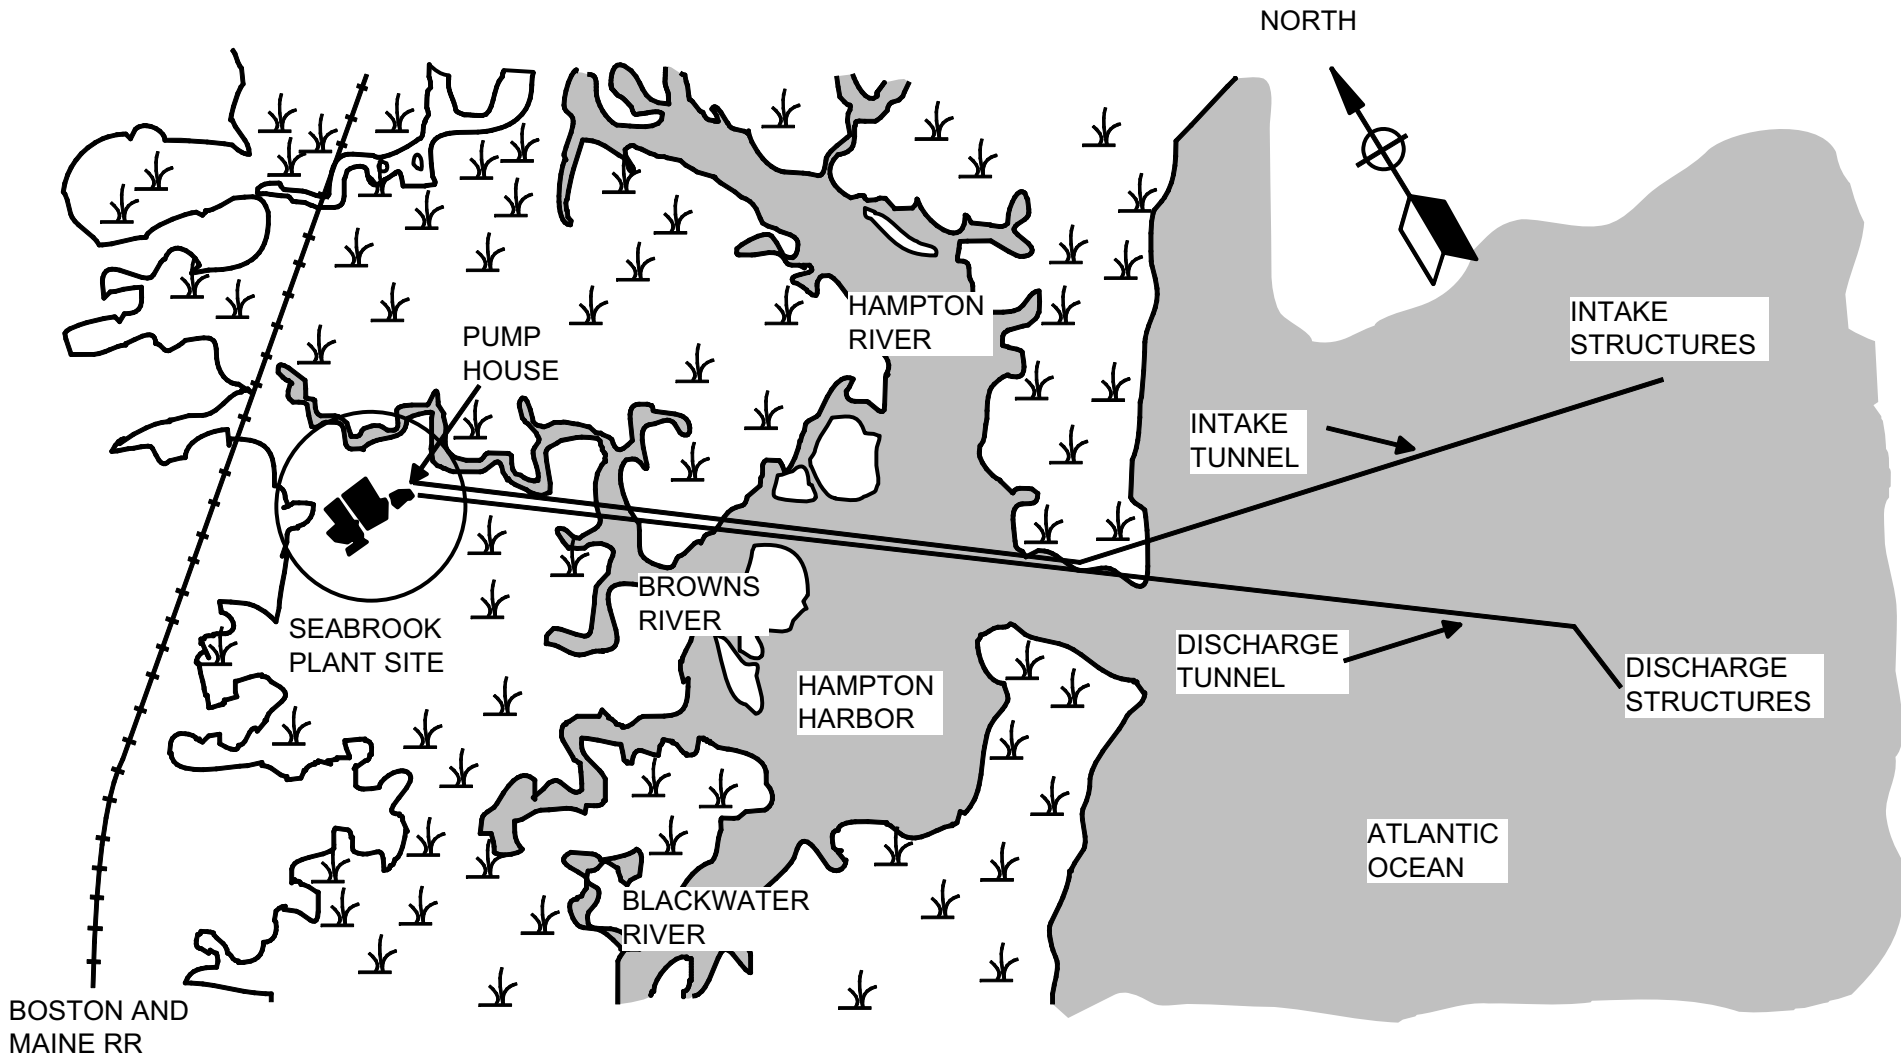 NORTH
INTAKE
STRUCTURES
HAMPTON
RIVER
PUMP
HOUSE
INTAKE
TUNNEL
BROWNS
RIVER
SEABROOK
PLANT SITE
DISCHARGE
TUNNEL
DISCHARGE
STRUCTURES
HAMPTON
HARBOR
ATLANTIC
OCEAN
BLACKWATER
RIVER
BOSTON AND
MAINE RR